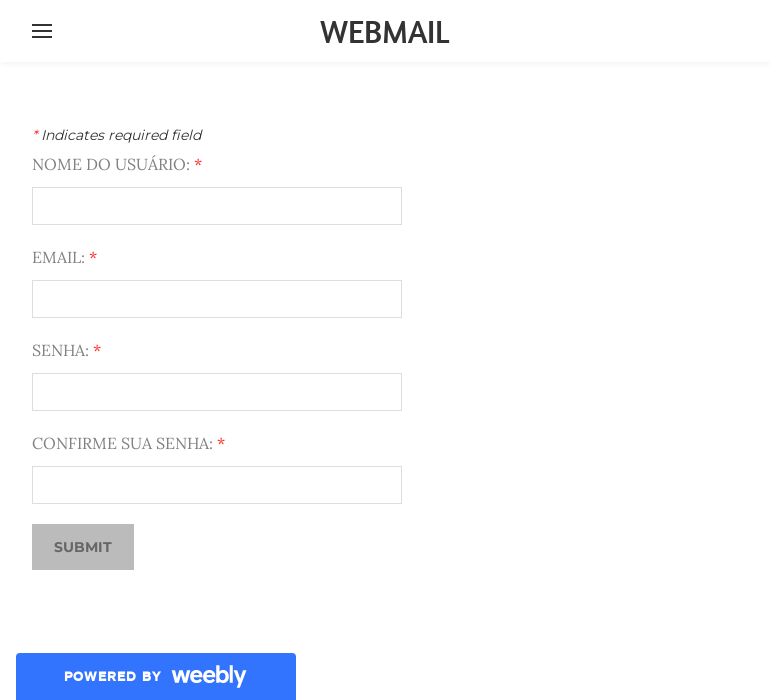 WEBMAIL
* Indicates required field
NOME DO USUÁRIO: *
EMAIL: *
SENHA: *
CONFIRME SUA SENHA: *
SUBMIT
POWERED BY weebly